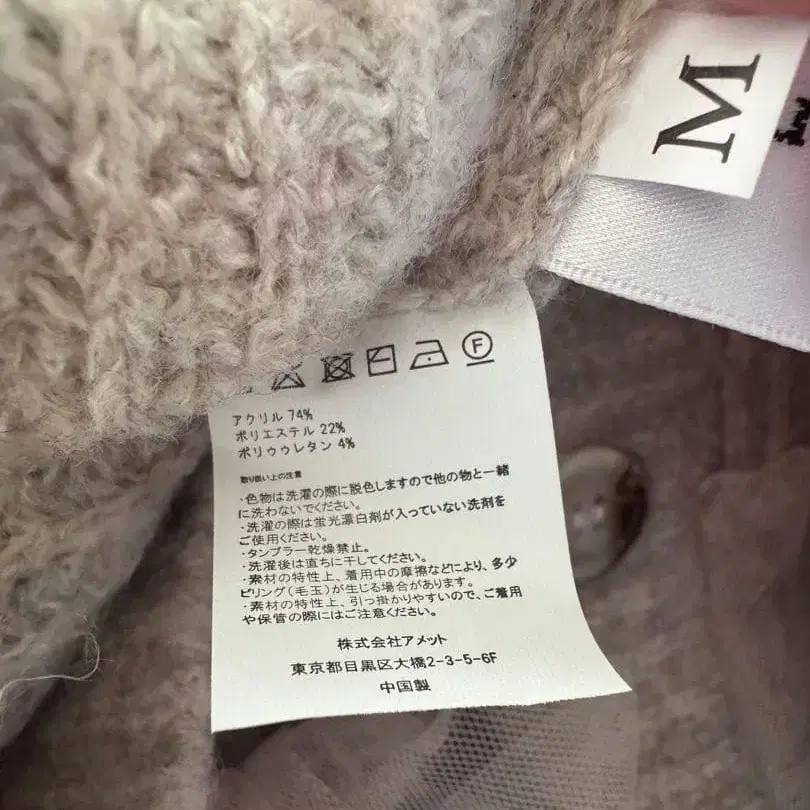 M
F
アクリル 74%
ポリエステル 22%
ポリゥゥレタン 4%
取り扱い上の注意
・色物は洗濯の際に脱色しますので他の物と一緒
に洗わないでください。
・洗濯の際は蛍光漂白剤が入っていない洗剤を
ご使用ください。
・タンブラー乾燥禁止。
・洗濯後は直ちに干してください。
・素材の特性上、着用中の摩擦などにより、多少
ピリング(毛玉)が生じる場合があります。
・素材の特性上、引っ掛かりやすいので、ご着用
や保管の際にはご注意ください。
株式会社アメット
東京都目黒区大橋2-3-5-6F
中国製